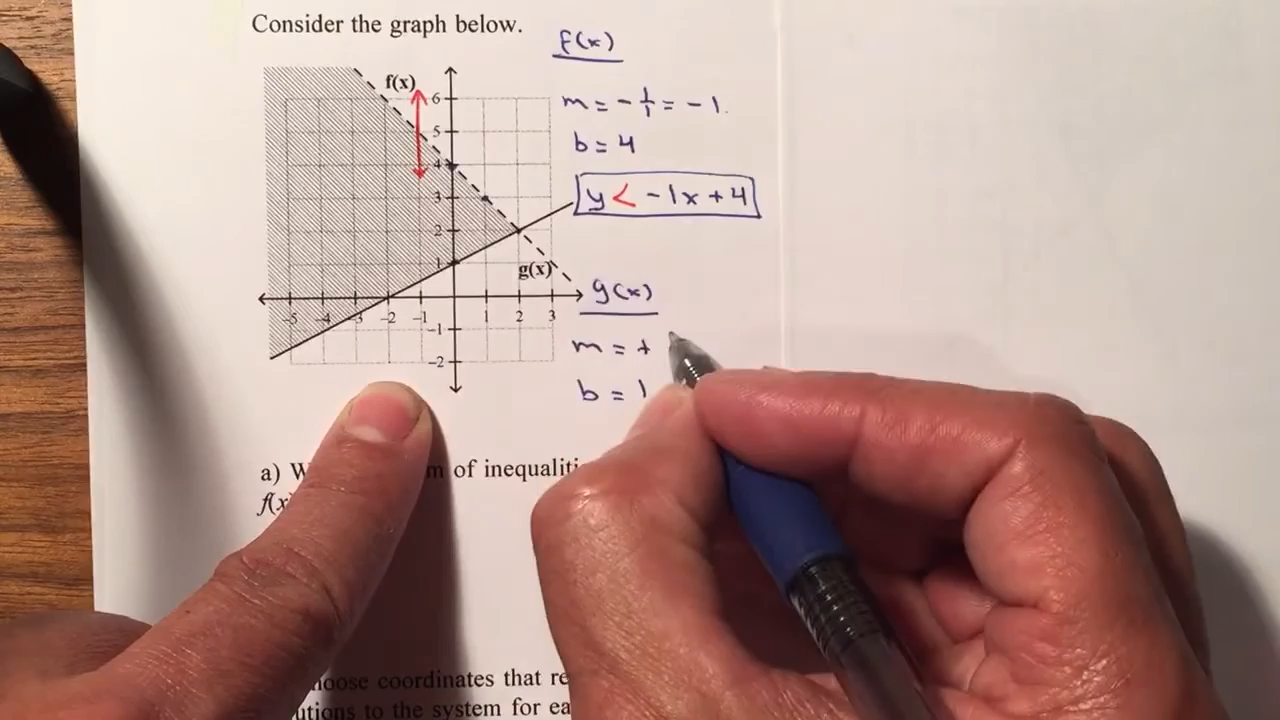 Consider the graph below.
f(x)
f(x)
m = - 1/1 = - 1.
b = 4
y < - 1x + 4
6
5
4
3
2
1
g(x)
-5 -4 -3 -2 -1 1 2 3
-1
-2
g(x)
m = +
b = 1
a) W m of inequaliti
f(x
oose coordinates that re
utions to the system for ea